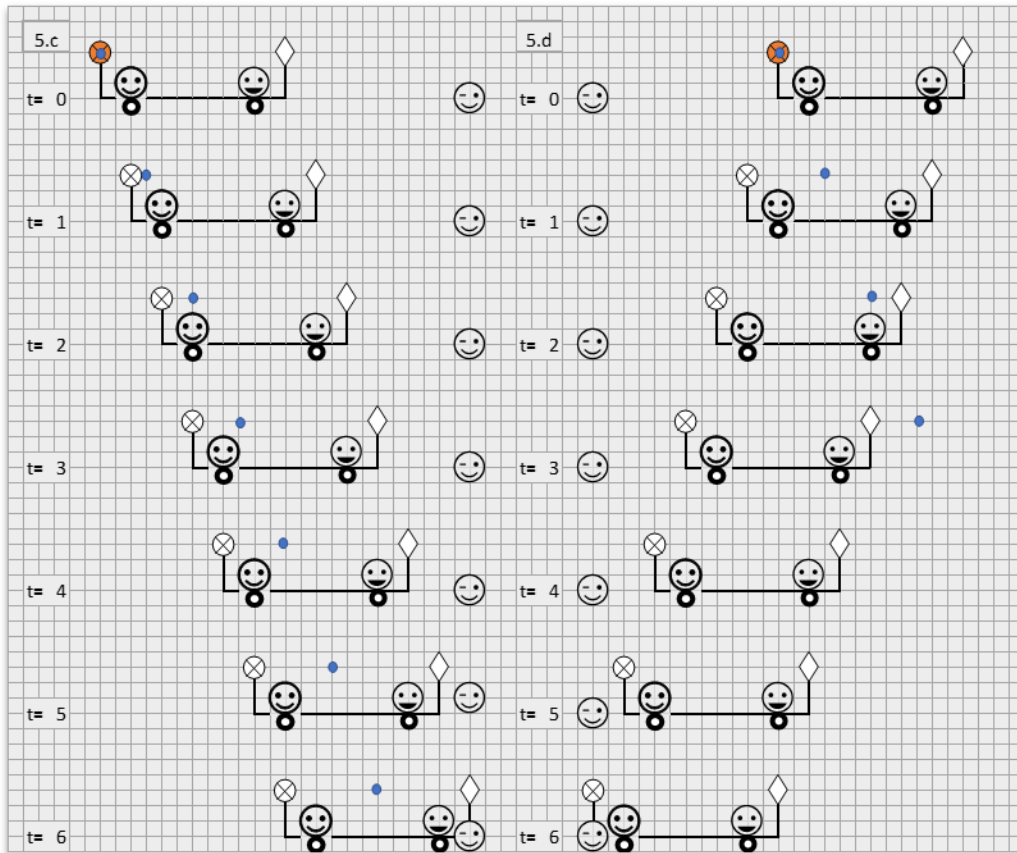 5.c
t= 0
t= 1
t= 2
t= 3
t= 4
t= 5
t= 6
5.d
t= 0
t= 1
t= 2
t= 3
t= 4
t= 5
t= 6